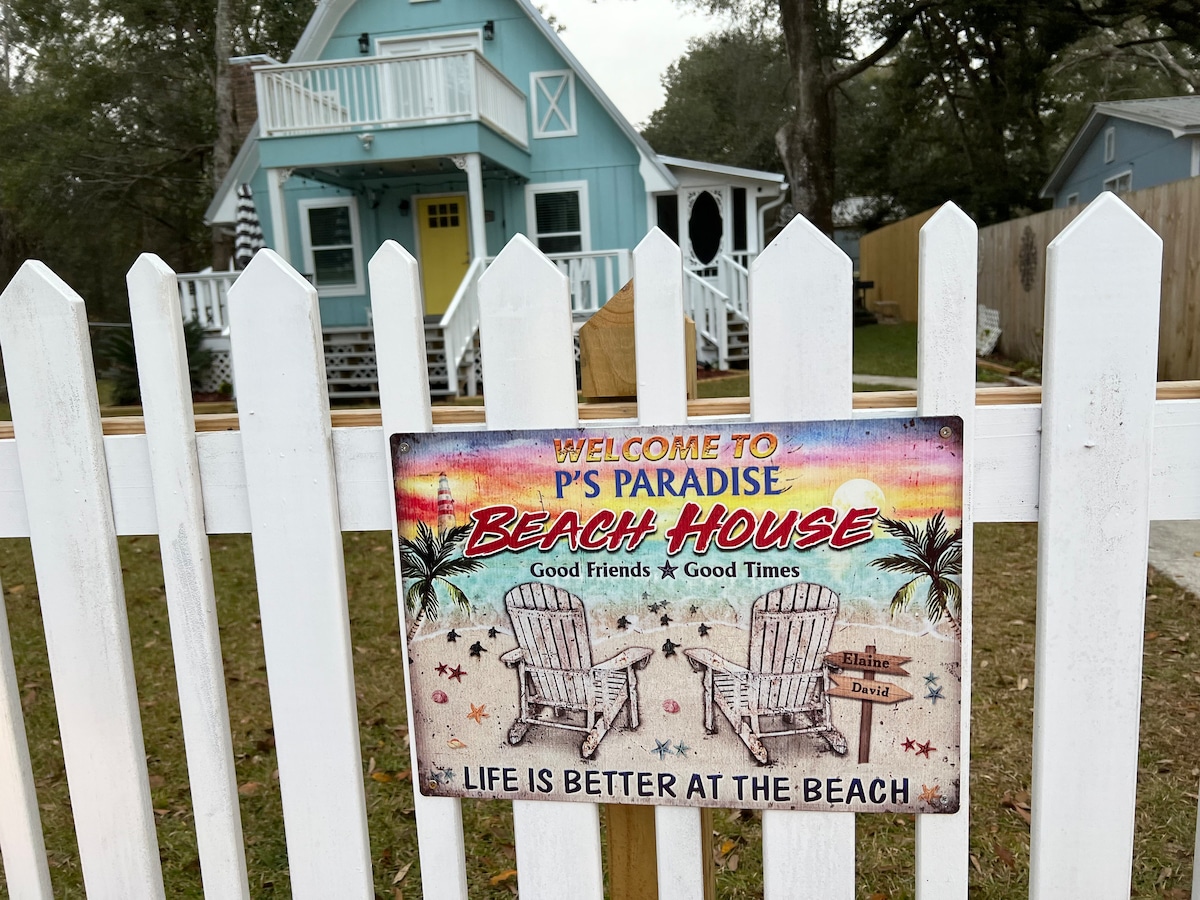 WELCOME TO
P'S PARADISE
BEACH HOUSE
Good Friends ★ Good Times
Elaine
David
LIFE IS BETTER AT THE BEACH